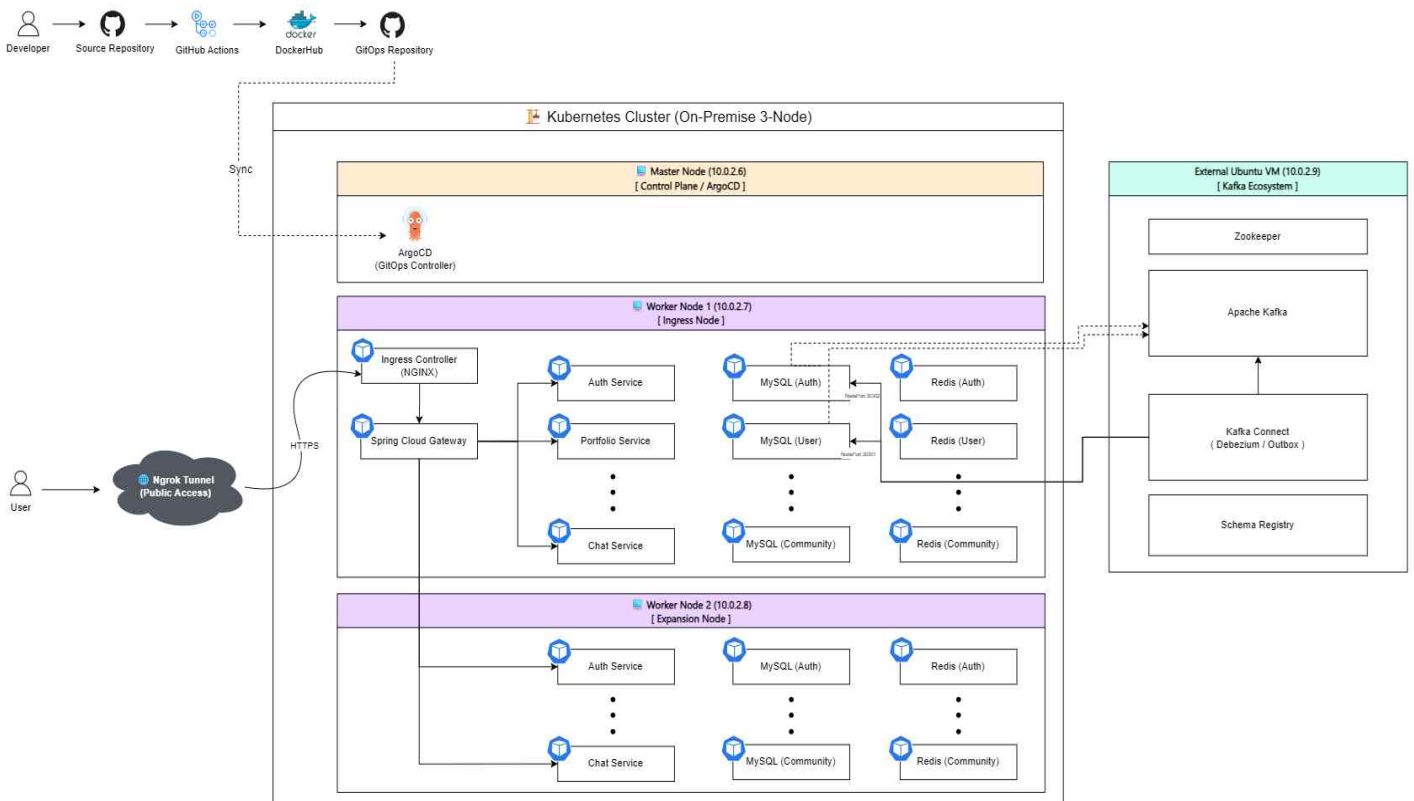 Developer
Source Repository
GitHub Actions
docker
DockerHub
GitOps Repository
Kubernetes Cluster (On-Premise 3-Node)
Sync
Master Node (10.0.2.6)
[ Control Plane / ArgoCD ]
ArgoCD
(GitOps Controller)
External Ubuntu VM (10.0.2.9)
[ Kafka Ecosystem ]
Zookeeper
Apache Kafka
Kafka Connect
( Debezium / Outbox )
Schema Registry
Worker Node 1 (10.0.2.7)
[ Ingress Node ]
Ingress Controller
(NGINX)
Spring Cloud Gateway
Auth Service
MySQL (Auth)
Redis (Auth)
Portfolio Service
MySQL (User)
Redis (User)
Chat Service
MySQL (Community)
Redis (Community)
HTTPS
User
Ngrok Tunnel
(Public Access)
Worker Node 2 (10.0.2.8)
[ Expansion Node ]
Auth Service
MySQL (Auth)
Redis (Auth)
Chat Service
MySQL (Community)
Redis (Community)